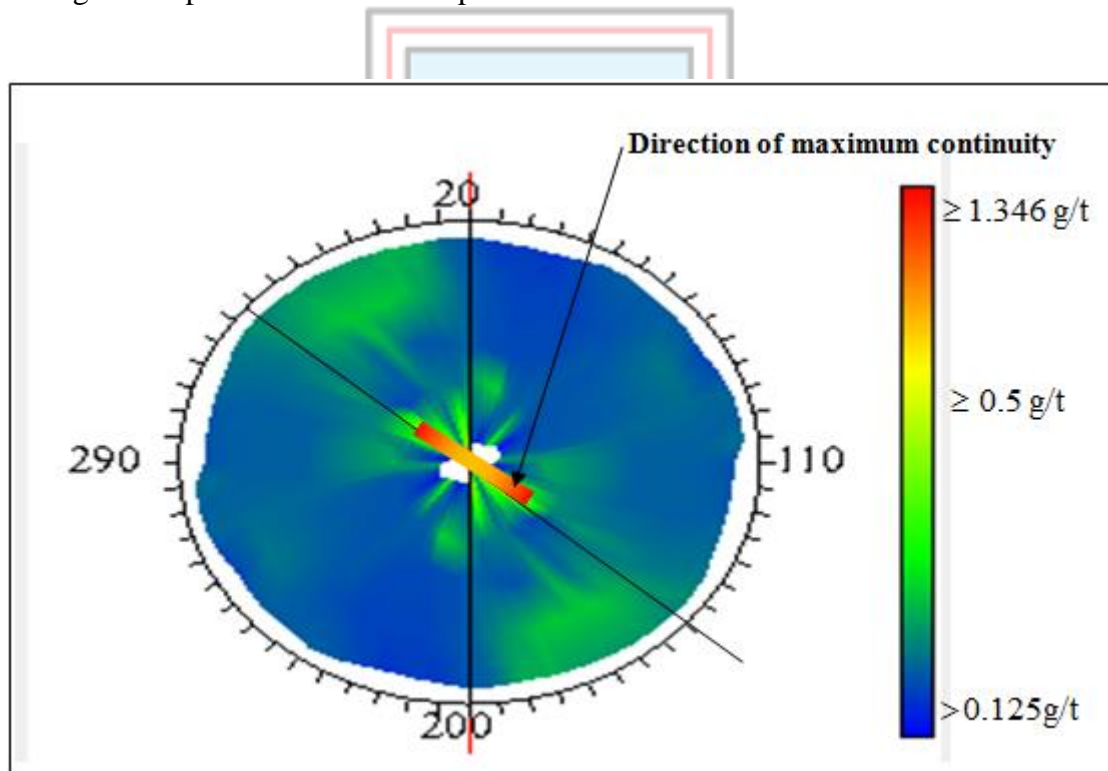 Direction of maximum continuity
20
≥ 1.346 g/t
≥ 0.5 g/t
290
110
> 0.125g/t
200